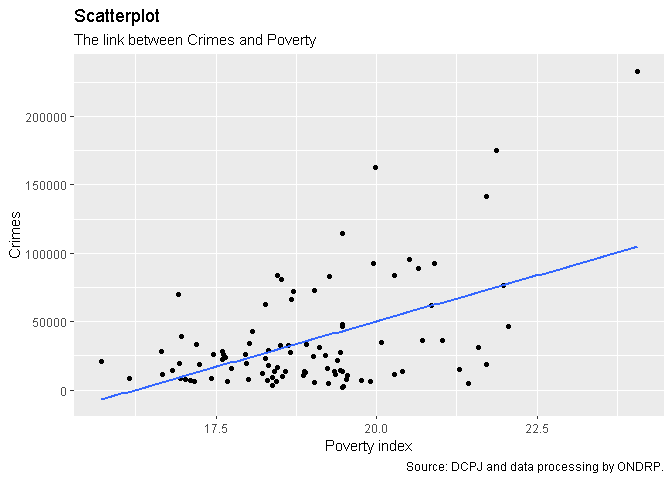 Scatterplot
The link between Crimes and Poverty
200000
150000
100000
50000
0
Crimes
17.5 20.0 22.5
Poverty index
Source: DCPJ and data processing by ONDRP.